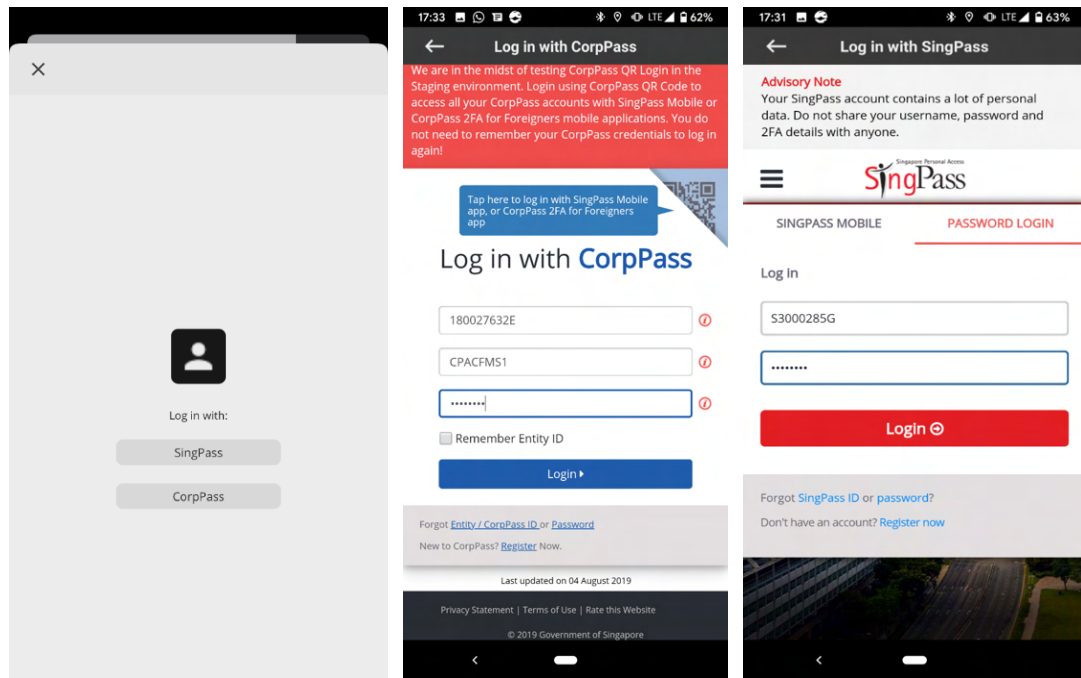 Log in with:
SingPass
CorpPass
17:33
LTE
62%
Log in with CorpPass
We are in the midst of testing CorpPass QR Login in the
Staging environment. Login using CorpPass QR Code to
access all your CorpPass accounts with SingPass Mobile or
CorpPass 2FA for Foreigners mobile applications. You do
not need to remember your CorpPass credentials to log in
again!
Tap here to log in with SingPass Mobile
app, or CorpPass 2FA for Foreigners
app
Log in with CorpPass
180027632E
CPACFMS1
••••••••
Remember Entity ID
Login
Forgot Entity / CorpPass ID or Password
New to CorpPass? Register Now.
Last updated on 04 August 2019
Privacy Statement | Terms of Use | Rate this Website
© 2019 Government of Singapore
17:31
LTE
63%
Log in with SingPass
Advisory Note
Your SingPass account contains a lot of personal
data. Do not share your username, password and
2FA details with anyone.
Singapore Personal Access
SingPass
SINGPASS MOBILE
PASSWORD LOGIN
Log In
S3000285G
••••••••
Login
Forgot SingPass ID or password?
Don't have an account? Register now